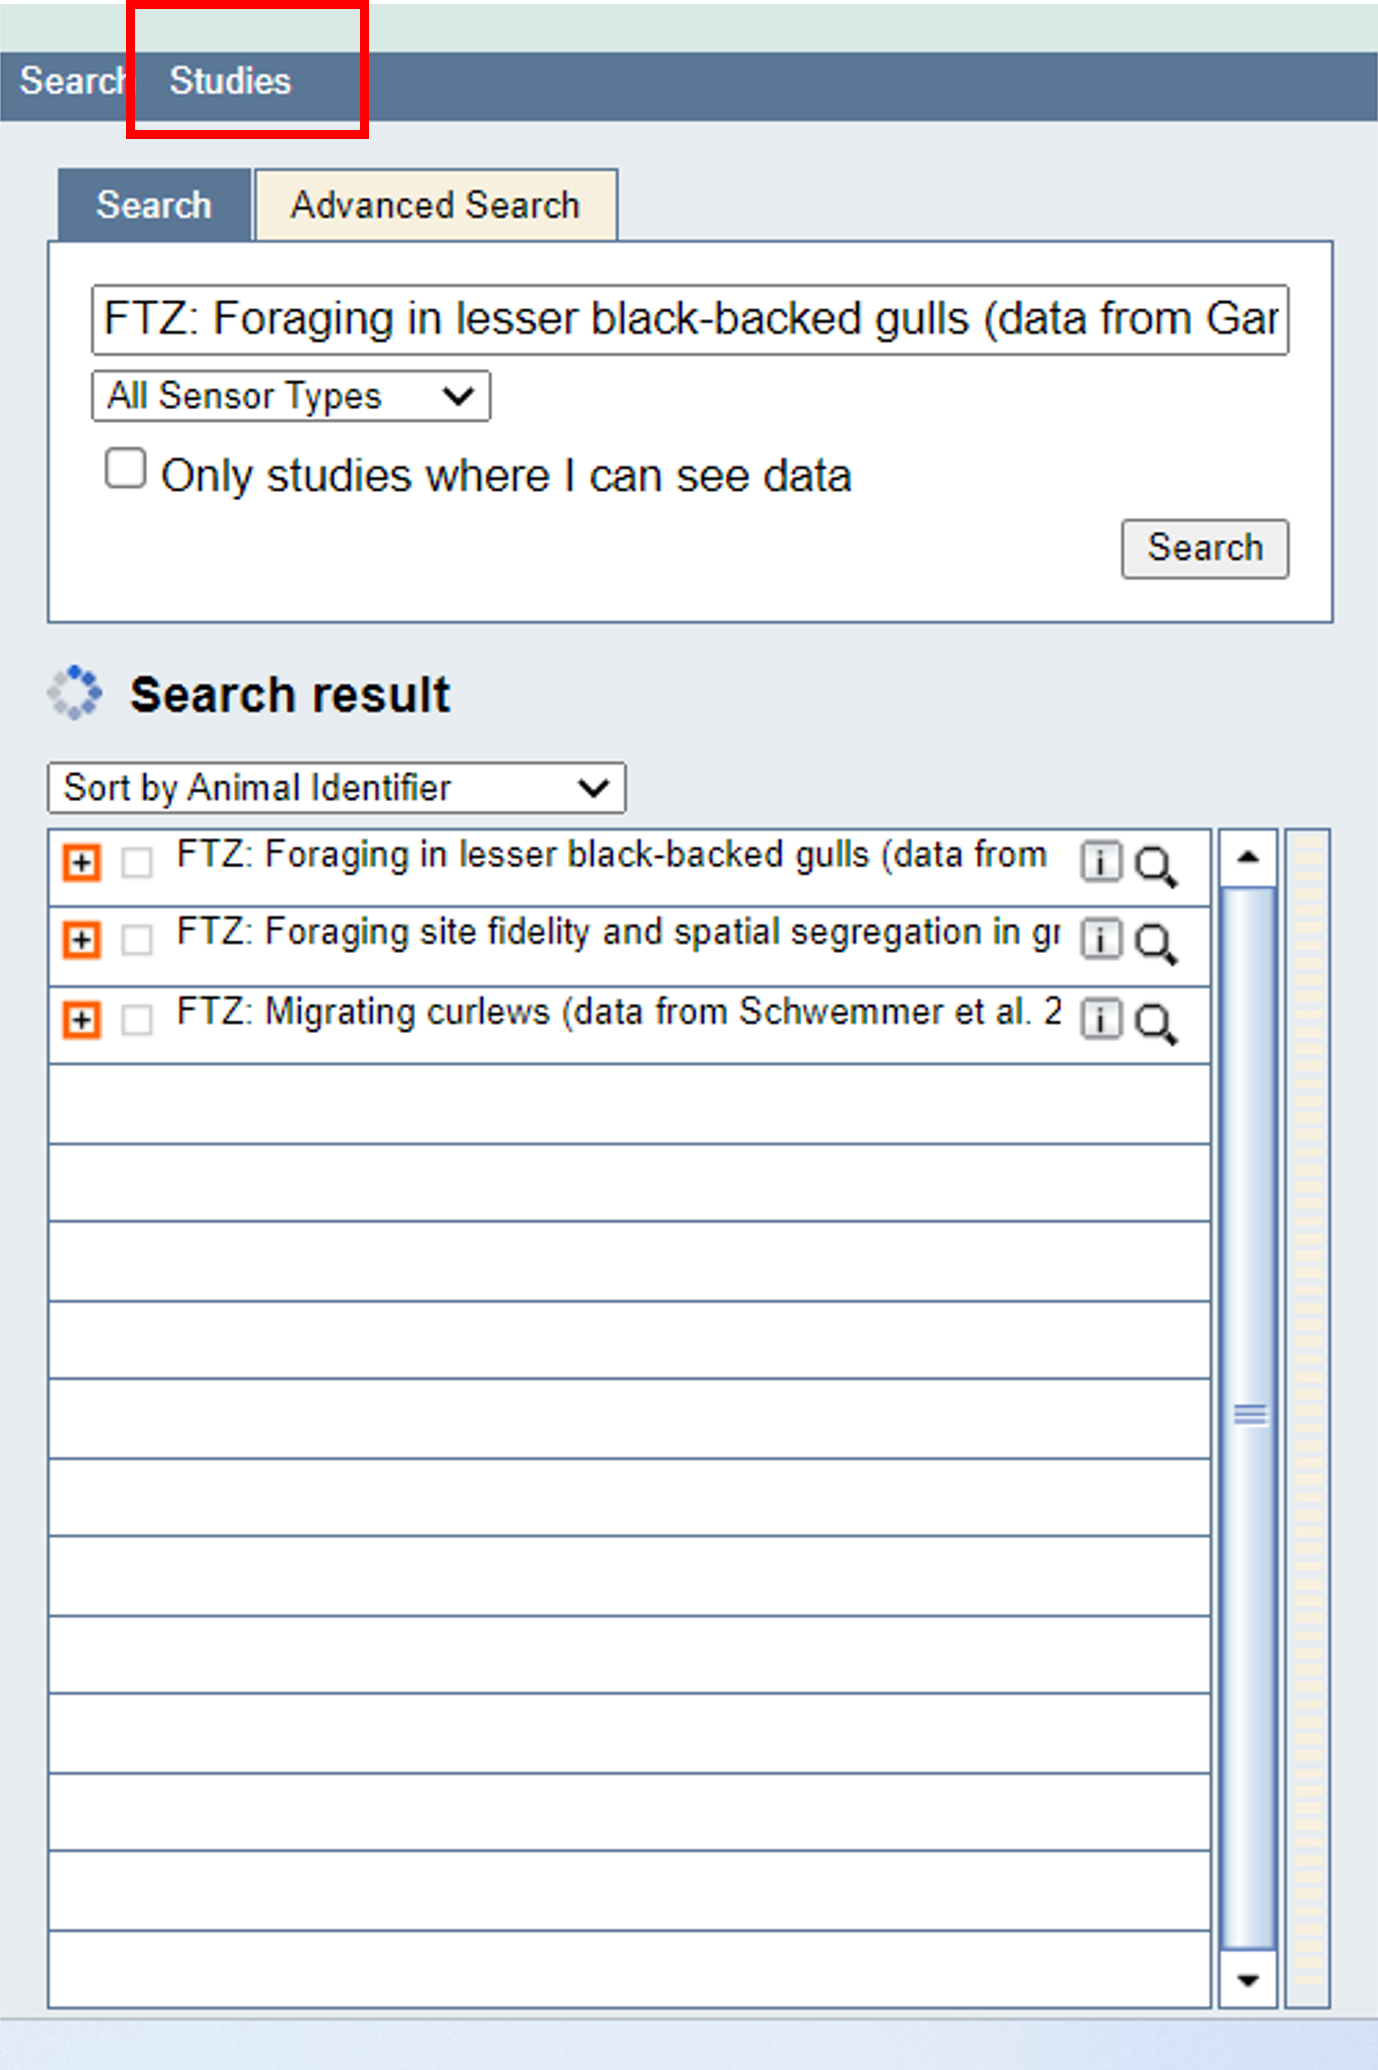 Search Studies
Search Advanced Search
FTZ: Foraging in lesser black-backed gulls (data from Gar
All Sensor Types
Only studies where I can see data
Search
Search result
Sort by Animal Identifier
FTZ: Foraging in lesser black-backed gulls (data from
FTZ: Foraging site fidelity and spatial segregation in gr
FTZ: Migrating curlews (data from Schwemmer et al. 2